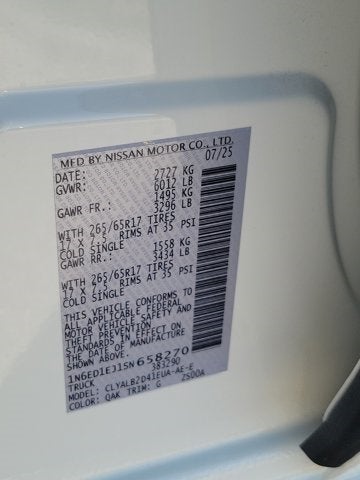 MFD BY NISSAN MOTOR CO., LTD.
DATE: 07/25
GVWR: 2727 KG
6012 LB
GAWR FR.: 1495 KG
3296 LB
WITH 265/65R17 TIRES
17 X 7.5 RIMS AT 35 PSI
COLD SINGLE
GAWR RR.: 1558 KG
3434 LB
WITH 265/65R17 TIRES
17 X 7.5 RIMS AT 35 PSI
COLD SINGLE
THIS VEHICLE CONFORMS TO
ALL APPLICABLE FEDERAL
MOTOR VEHICLE SAFETY AND
THEFT PREVENTION
STANDARDS IN EFFECT ON
THE DATE OF MANUFACTURE
SHOWN ABOVE.
1N6ED1EJ1SN658270
TRUCK 383290
MODEL: CLYALB2D41EUA-AE-E
COLOR: QAK TRIM: G ZS00A